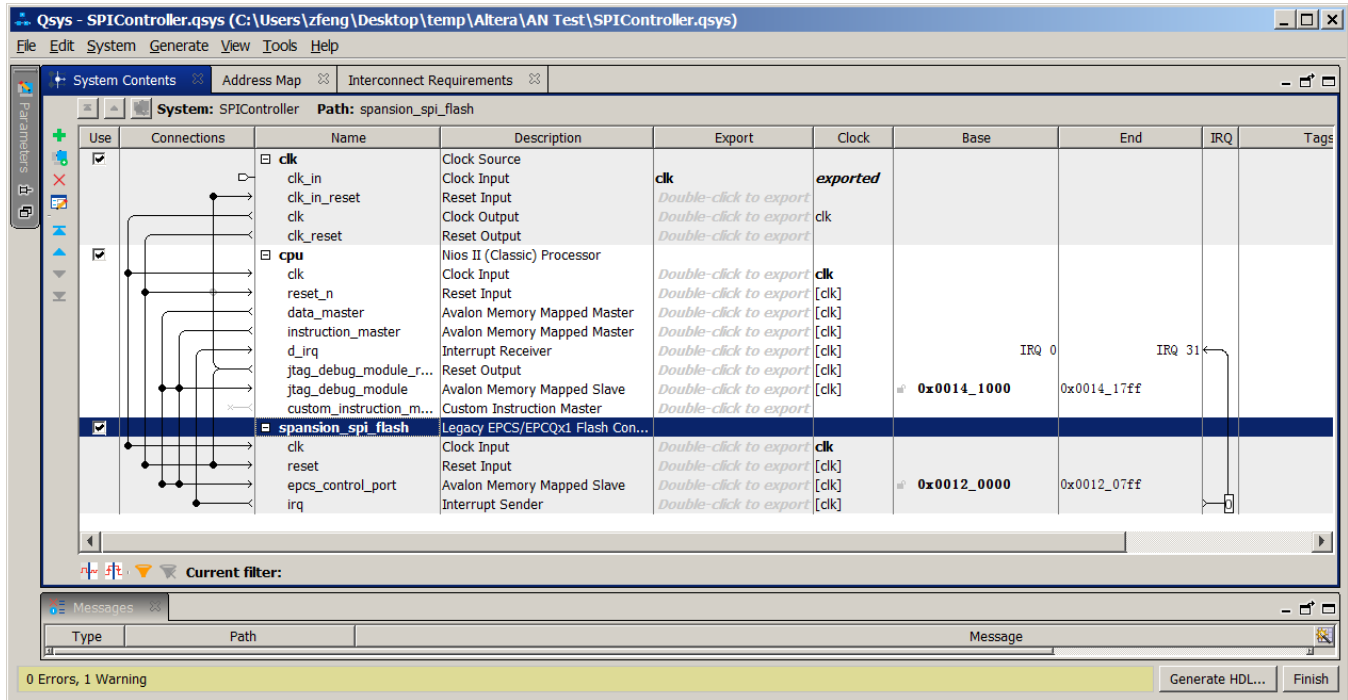 Qsys - SPIController.qsys (C:\Users\zfeng\Desktop\temp\Altera\AN Test\SPIController.qsys)
File Edit System Generate View Tools Help
Parameters
System Contents Address Map Interconnect Requirements
System: SPIController Path: spansion_spi_flash
Use Connections Name Description Export Clock Base End IRQ Tags
clk Clock Source
clk_in Clock Input clk exported
clk_in_reset Reset Input Double-click to export
clk Clock Output Double-click to export clk
clk_reset Reset Output Double-click to export
cpu Nios II (Classic) Processor
clk Clock Input Double-click to export clk
reset_n Reset Input Double-click to export [clk]
data_master Avalon Memory Mapped Master Double-click to export [clk]
instruction_master Avalon Memory Mapped Master Double-click to export [clk]
d_irq Interrupt Receiver Double-click to export [clk] IRQ 0 IRQ 31
jtag_debug_module_r... Reset Output Double-click to export [clk]
jtag_debug_module Avalon Memory Mapped Slave Double-click to export [clk] 0x0014_1000 0x0014_17ff
custom_instruction_m... Custom Instruction Master Double-click to export
spansion_spi_flash Legacy EPCS/EPCQx1 Flash Con...
clk Clock Input Double-click to export clk
reset Reset Input Double-click to export [clk]
epcs_control_port Avalon Memory Mapped Slave Double-click to export [clk] 0x0012_0000 0x0012_07ff
irq Interrupt Sender Double-click to export [clk] 0
Current filter:
Messages
Type Path Message
0 Errors, 1 Warning Generate HDL... Finish